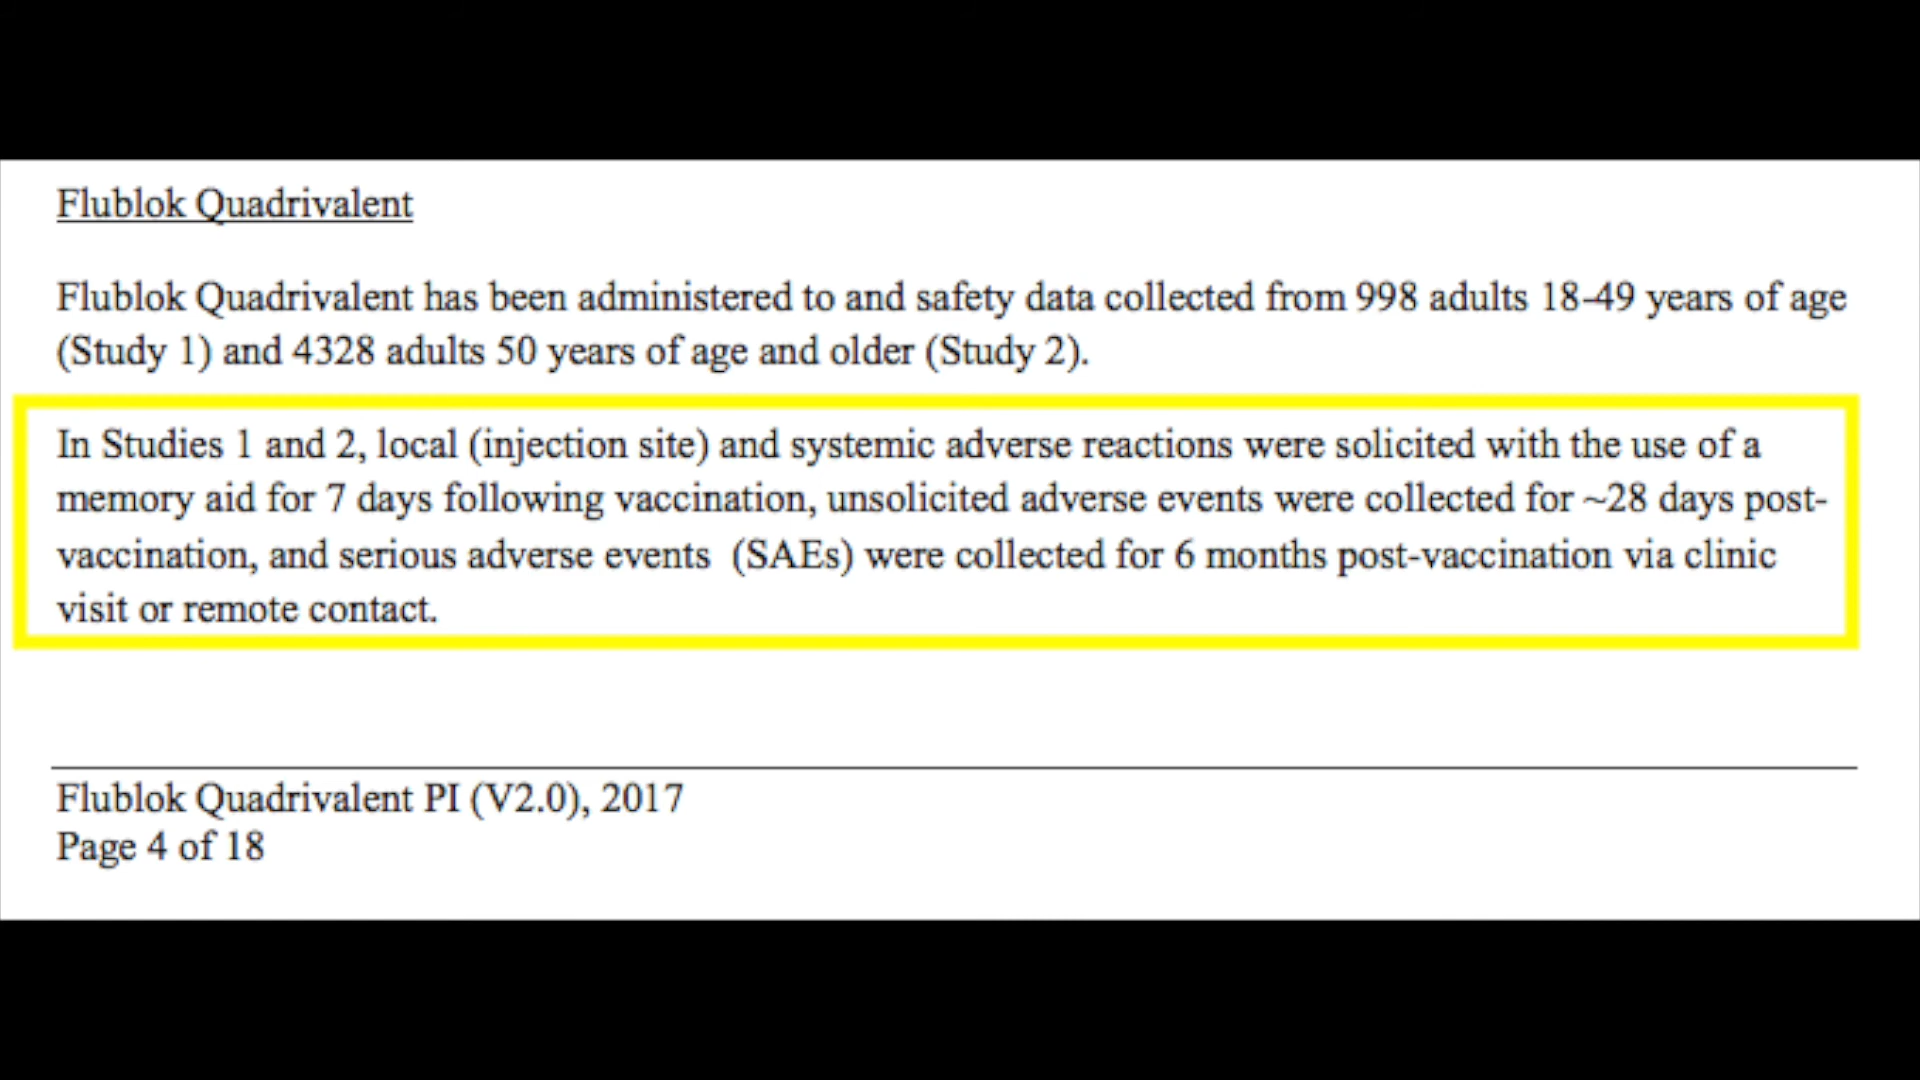 Flublok Quadrivalent
Flublok Quadrivalent has been administered to and safety data collected from 998 adults 18-49 years of age
(Study 1) and 4328 adults 50 years of age and older (Study 2).
In Studies 1 and 2, local (injection site) and systemic adverse reactions were solicited with the use of a
memory aid for 7 days following vaccination, unsolicited adverse events were collected for ~28 days post-
vaccination, and serious adverse events (SAEs) were collected for 6 months post-vaccination via clinic
visit or remote contact.
Flublok Quadrivalent PI (V2.0), 2017
Page 4 of 18